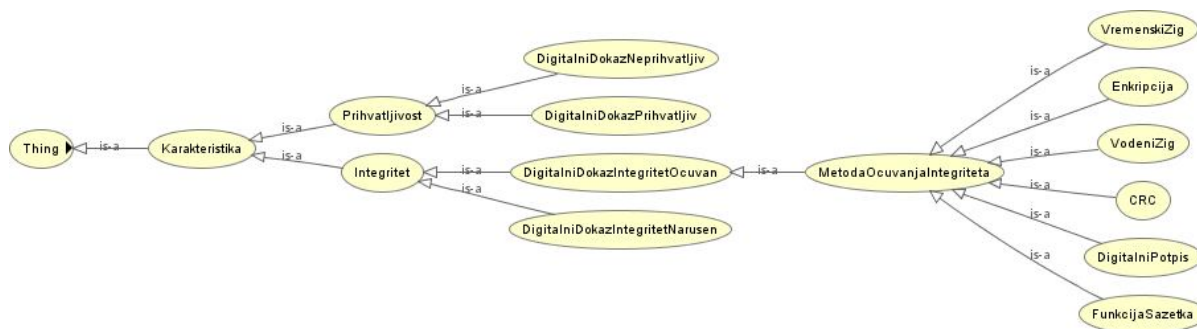 Thing
is-a
Karakteristika
is-a
is-a
Prihvatljivost
Integritet
is-a
is-a
is-a
is-a
DigitalniDokazNeprihvatljiv
DigitalniDokazPrihvatljiv
DigitalniDokazIntegritetOcuvan
DigitalniDokazIntegritetNarusen
is-a
MetodaOcuvanjaIntegriteta
is-a
is-a
is-a
is-a
is-a
is-a
VremenskiZig
Enkripcija
VodeniZig
CRC
DigitalniPotpis
FunkcijaSazetka